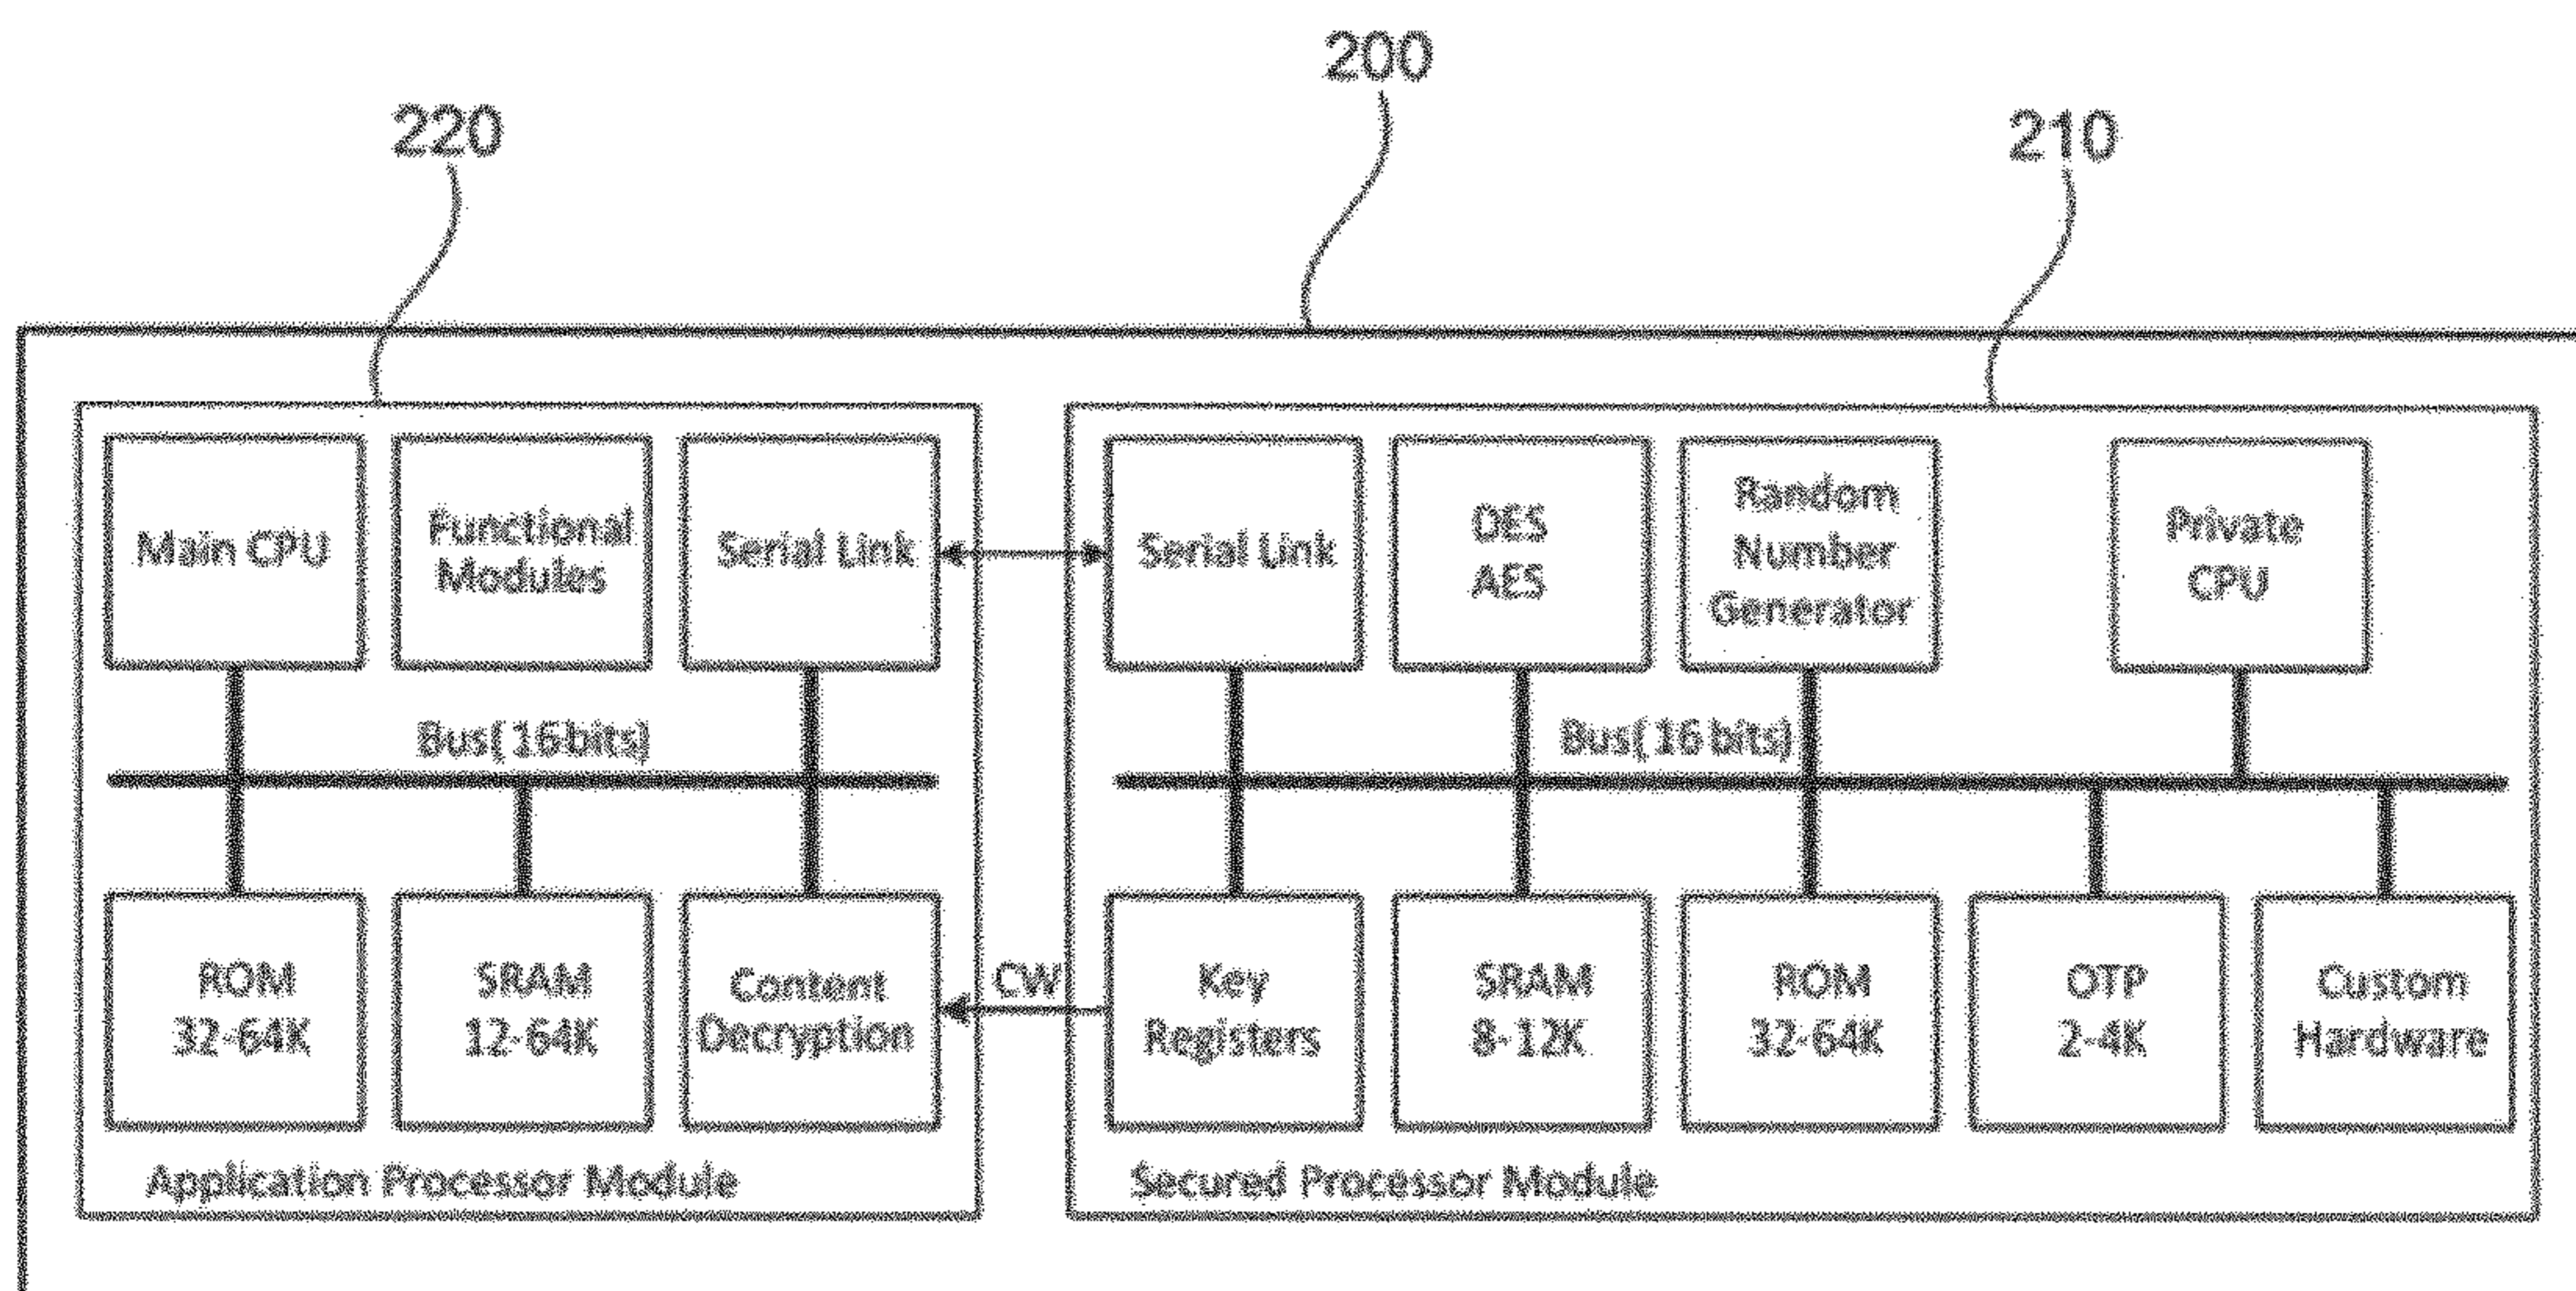 200
220
210
Main CPU
Functional
Modules
Serial Link
Serial Link
DES
AES
Random
Number
Generator
Private
CPU
Bus(16bits)
Bus(16 bits)
ROM
32-64K
SRAM
12-64K
Content
Decryption
CW
Key
Registers
SRAM
8-12K
ROM
32-64K
OTP
2-4K
Custom
Hardware
Application Processor Module
Secured Processor Module